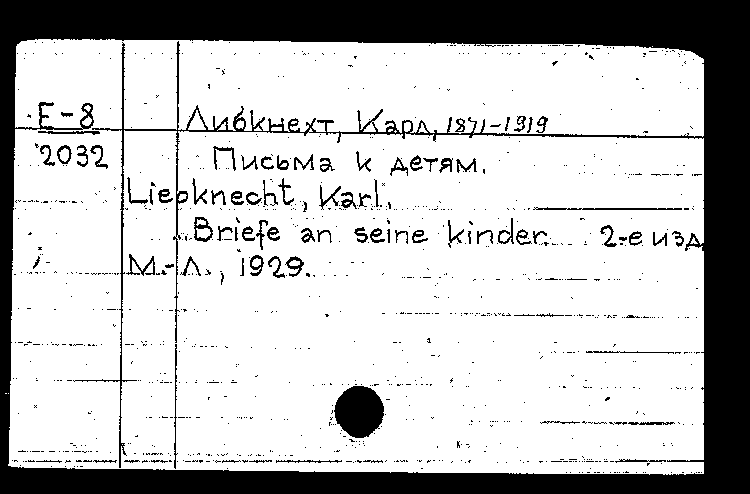 Е-8
2032
Либкнехт, Карл, 1871-1919
Письма к детям.
Liebknecht, Karl.
Briefe an seine kinder. 2-е изд.
М.-Л., 1929.